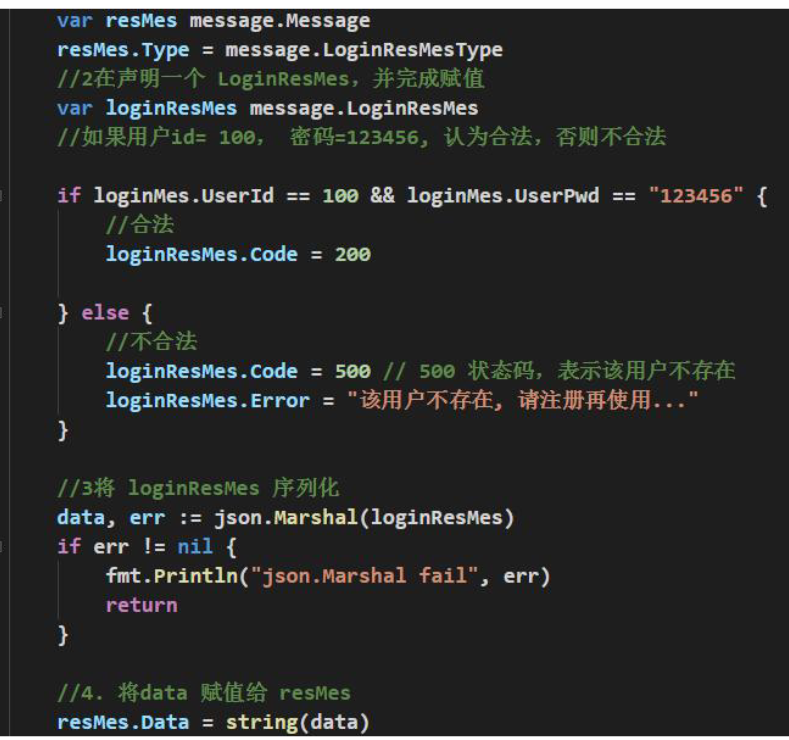 var resMes message.Message
resMes.Type = message.LoginResMesType
//2在声明一个 LoginResMes，并完成赋值
var loginResMes message.LoginResMes
//如果用户id= 100， 密码=123456, 认为合法，否则不合法
if loginMes.UserId == 100 && loginMes.UserPwd == "123456" {
//合法
loginResMes.Code = 200
} else {
//不合法
loginResMes.Code = 500 // 500 状态码，表示该用户不存在
loginResMes.Error = "该用户不存在, 请注册再使用..."
}
//3将 loginResMes 序列化
data, err := json.Marshal(loginResMes)
if err != nil {
fmt.Println("json.Marshal fail", err)
return
}
//4. 将data 赋值给 resMes
resMes.Data = string(data)